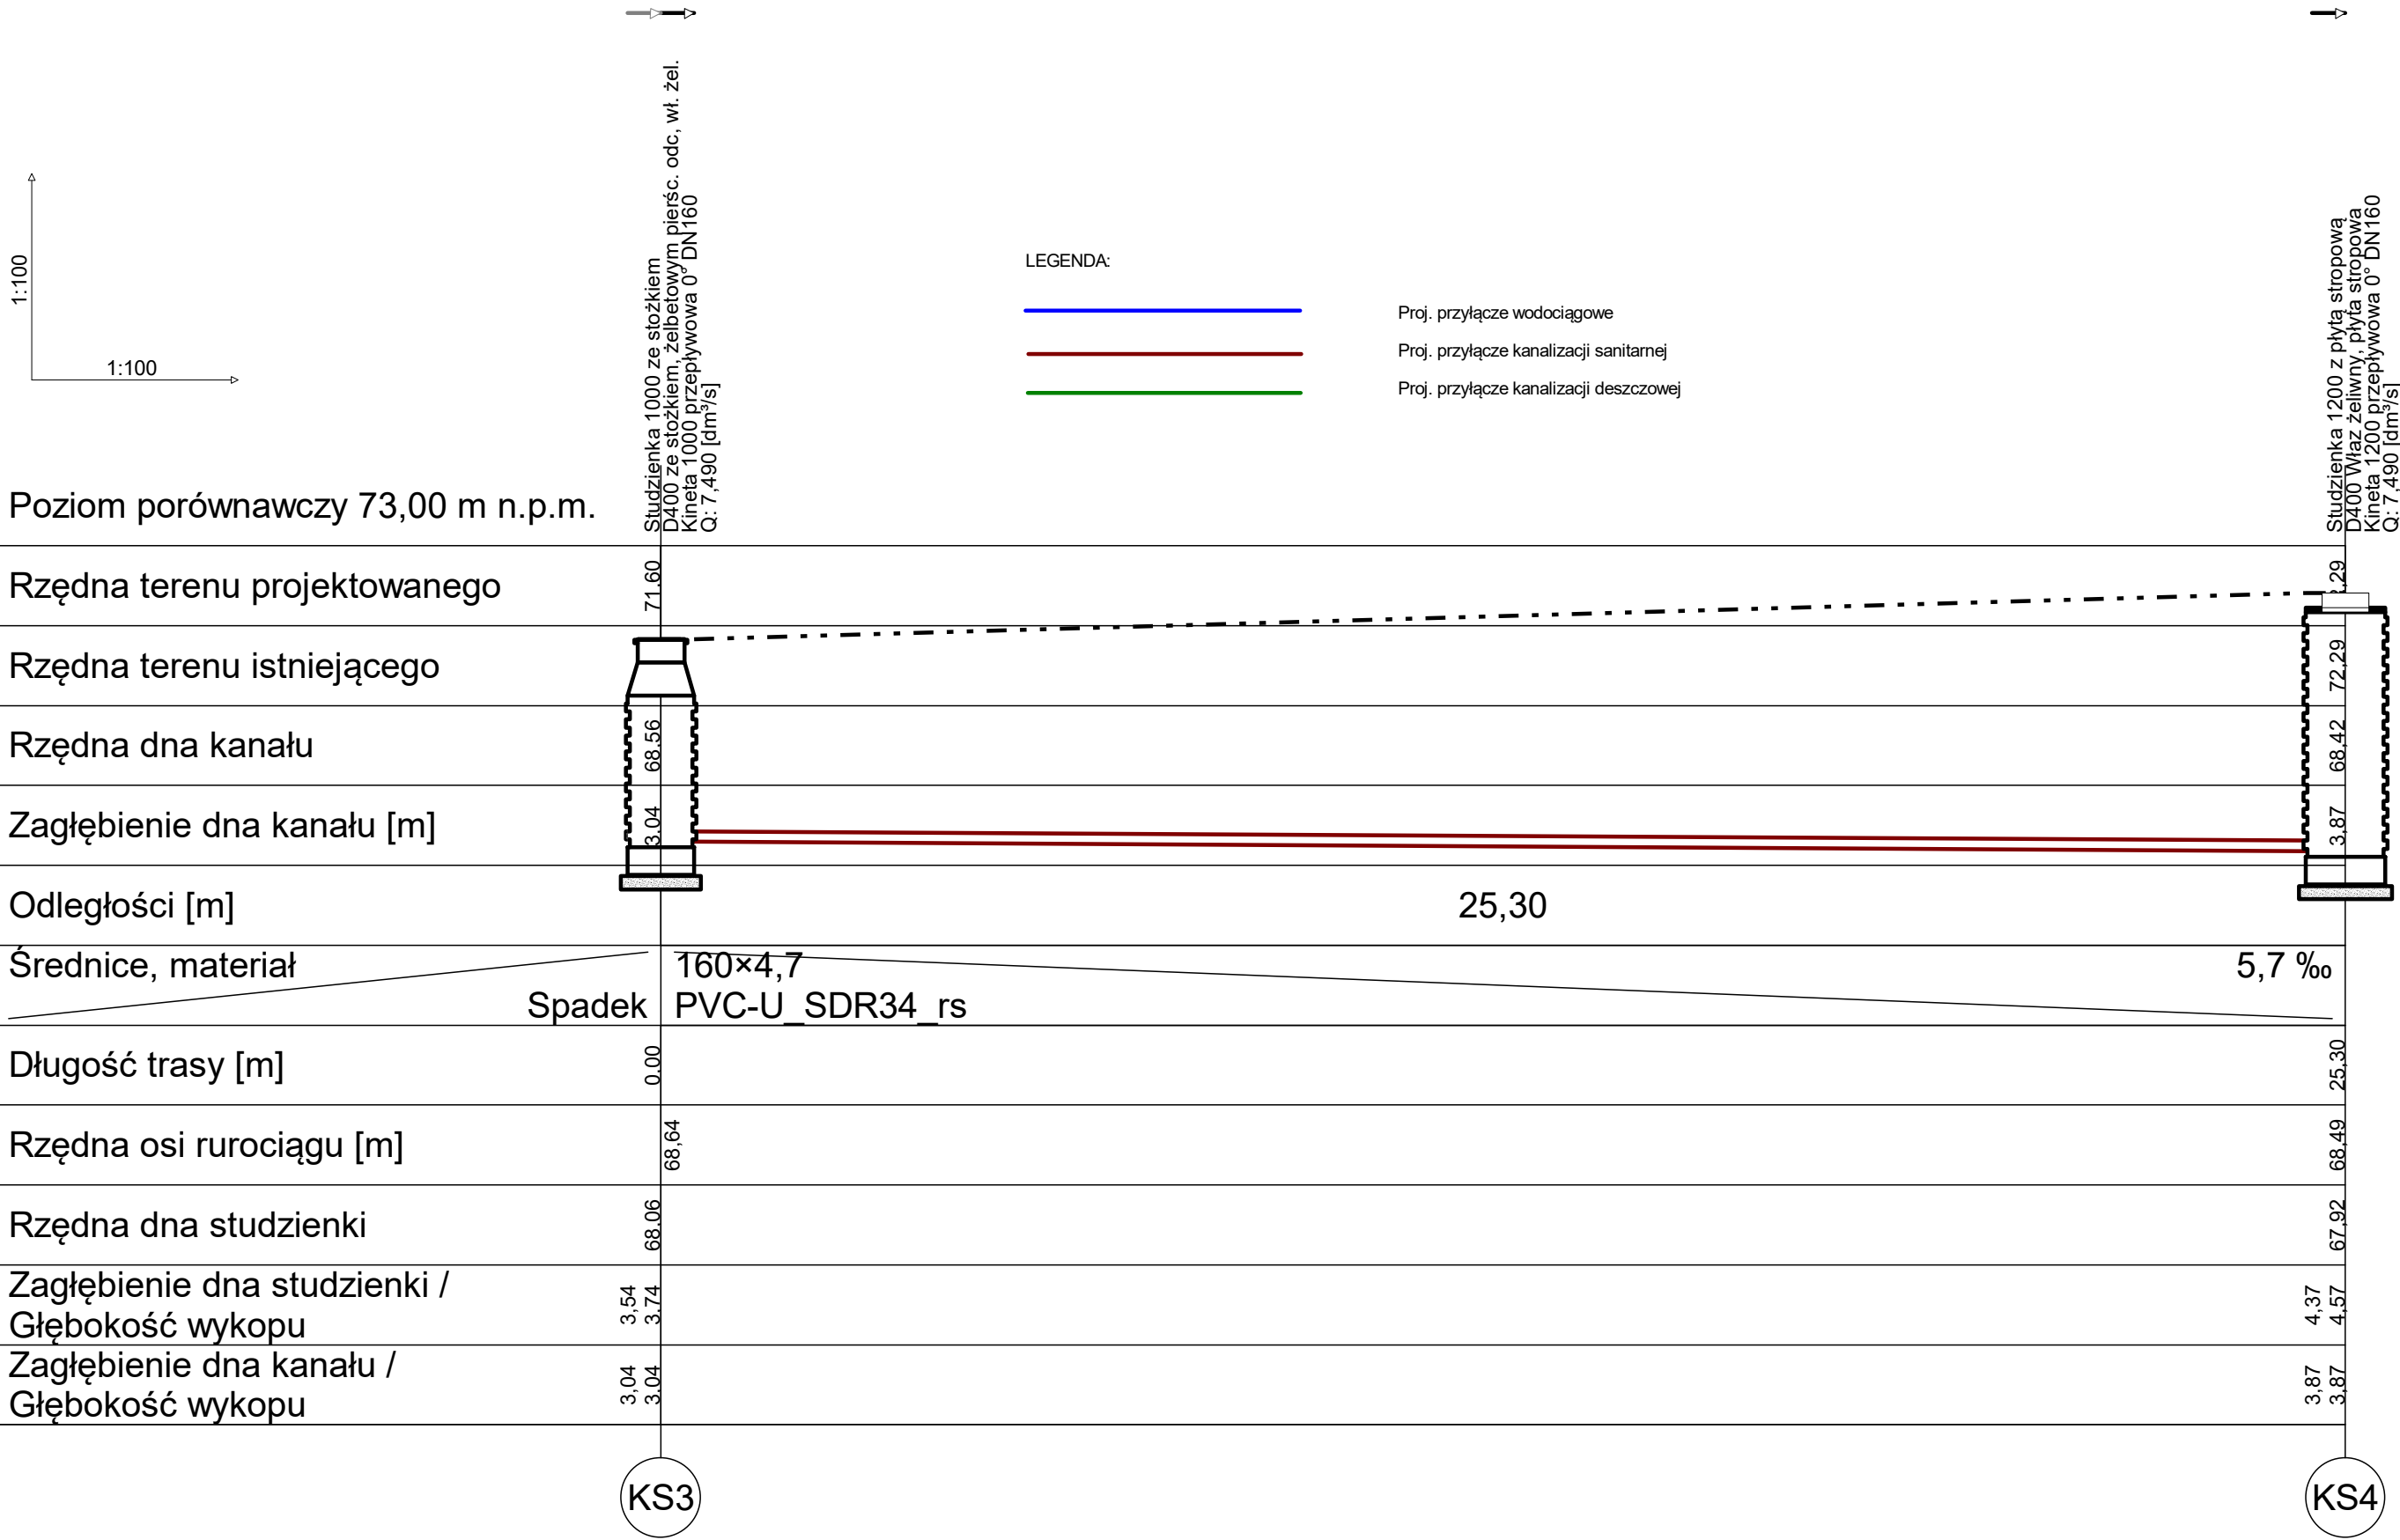 Studzienka 1000 ze stożkiem
D400 ze stożkiem, żelbetowym pierśc. odc, wł. żel.
Kineta 1000 przepływowa 0° DN160
Q: 7,490 [dm³/s]
Studzienka 1200 z płytą stropową
D400 Właz żeliwny, płyta stropowa
Kineta 1200 przepływowa 0° DN160
Q: 7,490 [dm³/s]
1:100
1:100
LEGENDA:
Proj. przyłącze wodociągowe
Proj. przyłącze kanalizacji sanitarnej
Proj. przyłącze kanalizacji deszczowej
Poziom porównawczy 73,00 m n.p.m.
Rzędna terenu projektowanego
71.60
,29
Rzędna terenu istniejącego
72,29
Rzędna dna kanału
68.56
68,42
Zagłębienie dna kanału [m]
3.04
3,87
Odległości [m]
25,30
Średnice, materiał
Spadek
160×4,7
PVC-U_SDR34_rs
5,7 ‰
Długość trasy [m]
0.00
25,30
Rzędna osi rurociągu [m]
68,64
68,49
Rzędna dna studzienki
68.06
67,92
Zagłębienie dna studzienki /
Głębokość wykopu
3,54
3.74
4,37
4,57
Zagłębienie dna kanału /
Głębokość wykopu
3,04
3.04
3,87
3,87
KS3
KS4